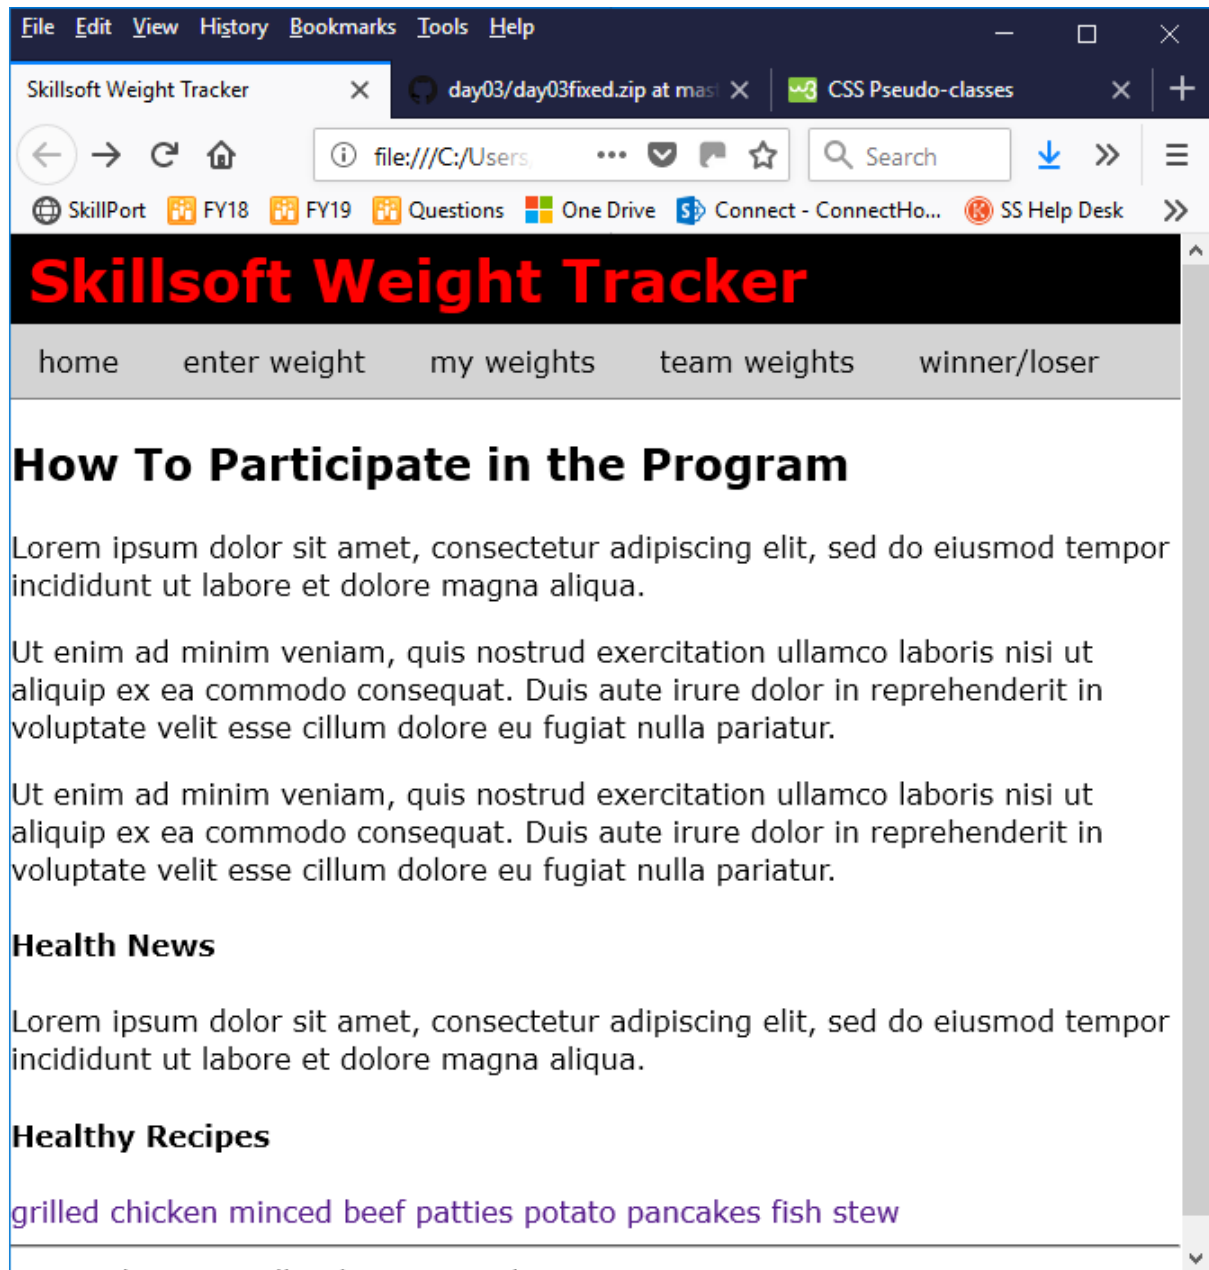 File Edit View History Bookmarks Tools Help
Skillsoft Weight Tracker day03/day03fixed.zip at mast CSS Pseudo-classes
file:///C:/Users/ Search
SkillPort FY18 FY19 Questions One Drive Connect - ConnectHo... SS Help Desk
Skillsoft Weight Tracker
home enter weight my weights team weights winner/loser
How To Participate in the Program
Lorem ipsum dolor sit amet, consectetur adipiscing elit, sed do eiusmod tempor
incididunt ut labore et dolore magna aliqua.
Ut enim ad minim veniam, quis nostrud exercitation ullamco laboris nisi ut
aliquip ex ea commodo consequat. Duis aute irure dolor in reprehenderit in
voluptate velit esse cillum dolore eu fugiat nulla pariatur.
Ut enim ad minim veniam, quis nostrud exercitation ullamco laboris nisi ut
aliquip ex ea commodo consequat. Duis aute irure dolor in reprehenderit in
voluptate velit esse cillum dolore eu fugiat nulla pariatur.
Health News
Lorem ipsum dolor sit amet, consectetur adipiscing elit, sed do eiusmod tempor
incididunt ut labore et dolore magna aliqua.
Healthy Recipes
grilled chicken minced beef patties potato pancakes fish stew